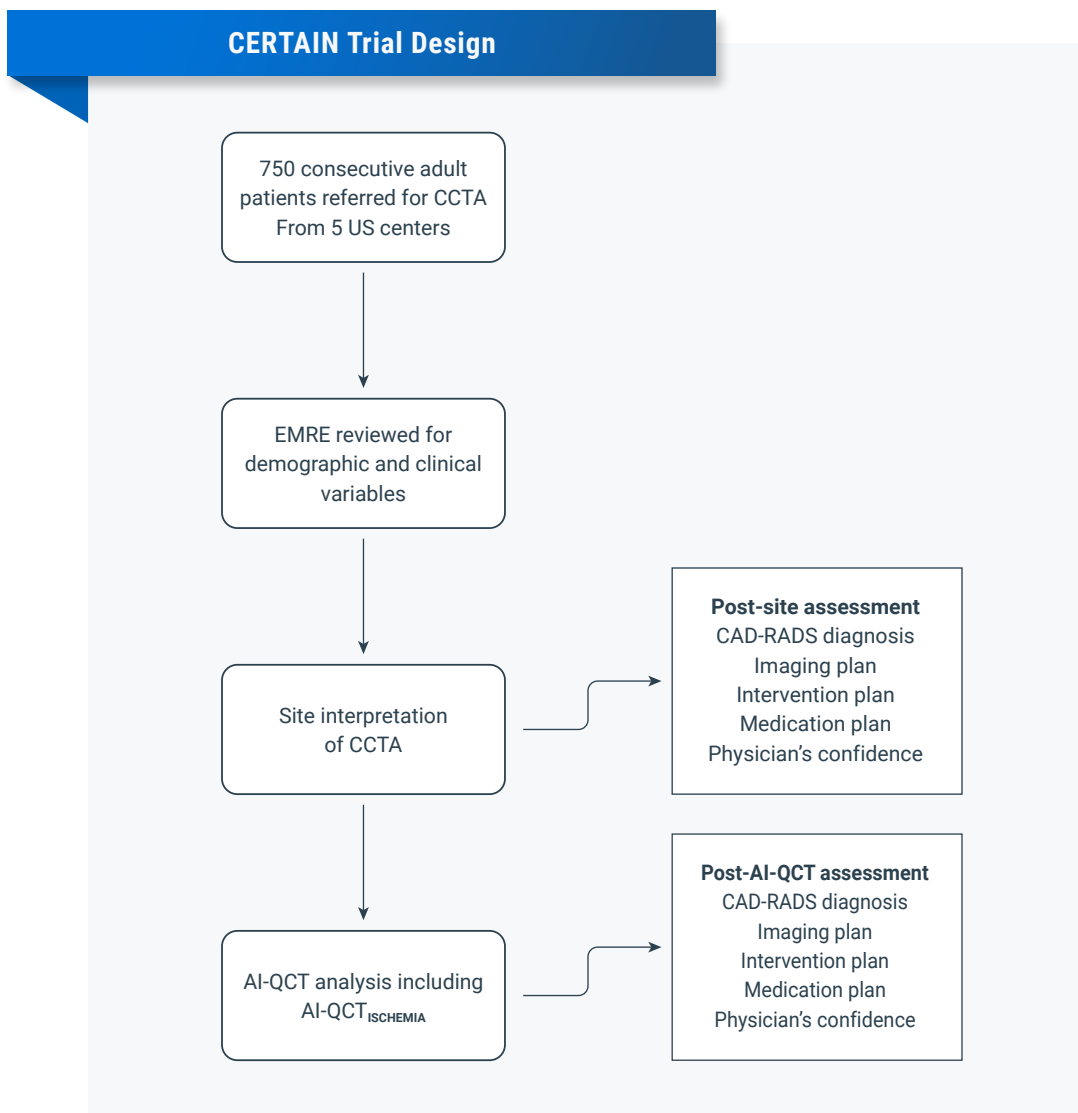 CERTAIN Trial Design
750 consecutive adult
patients referred for CCTA
From 5 US centers
EMRE reviewed for
demographic and clinical
variables
Site interpretation
of CCTA
Post-site assessment
CAD-RADS diagnosis
Imaging plan
Intervention plan
Medication plan
Physician’s confidence
AI-QCT analysis including
AI-QCTISCHEMIA
Post-AI-QCT assessment
CAD-RADS diagnosis
Imaging plan
Intervention plan
Medication plan
Physician’s confidence